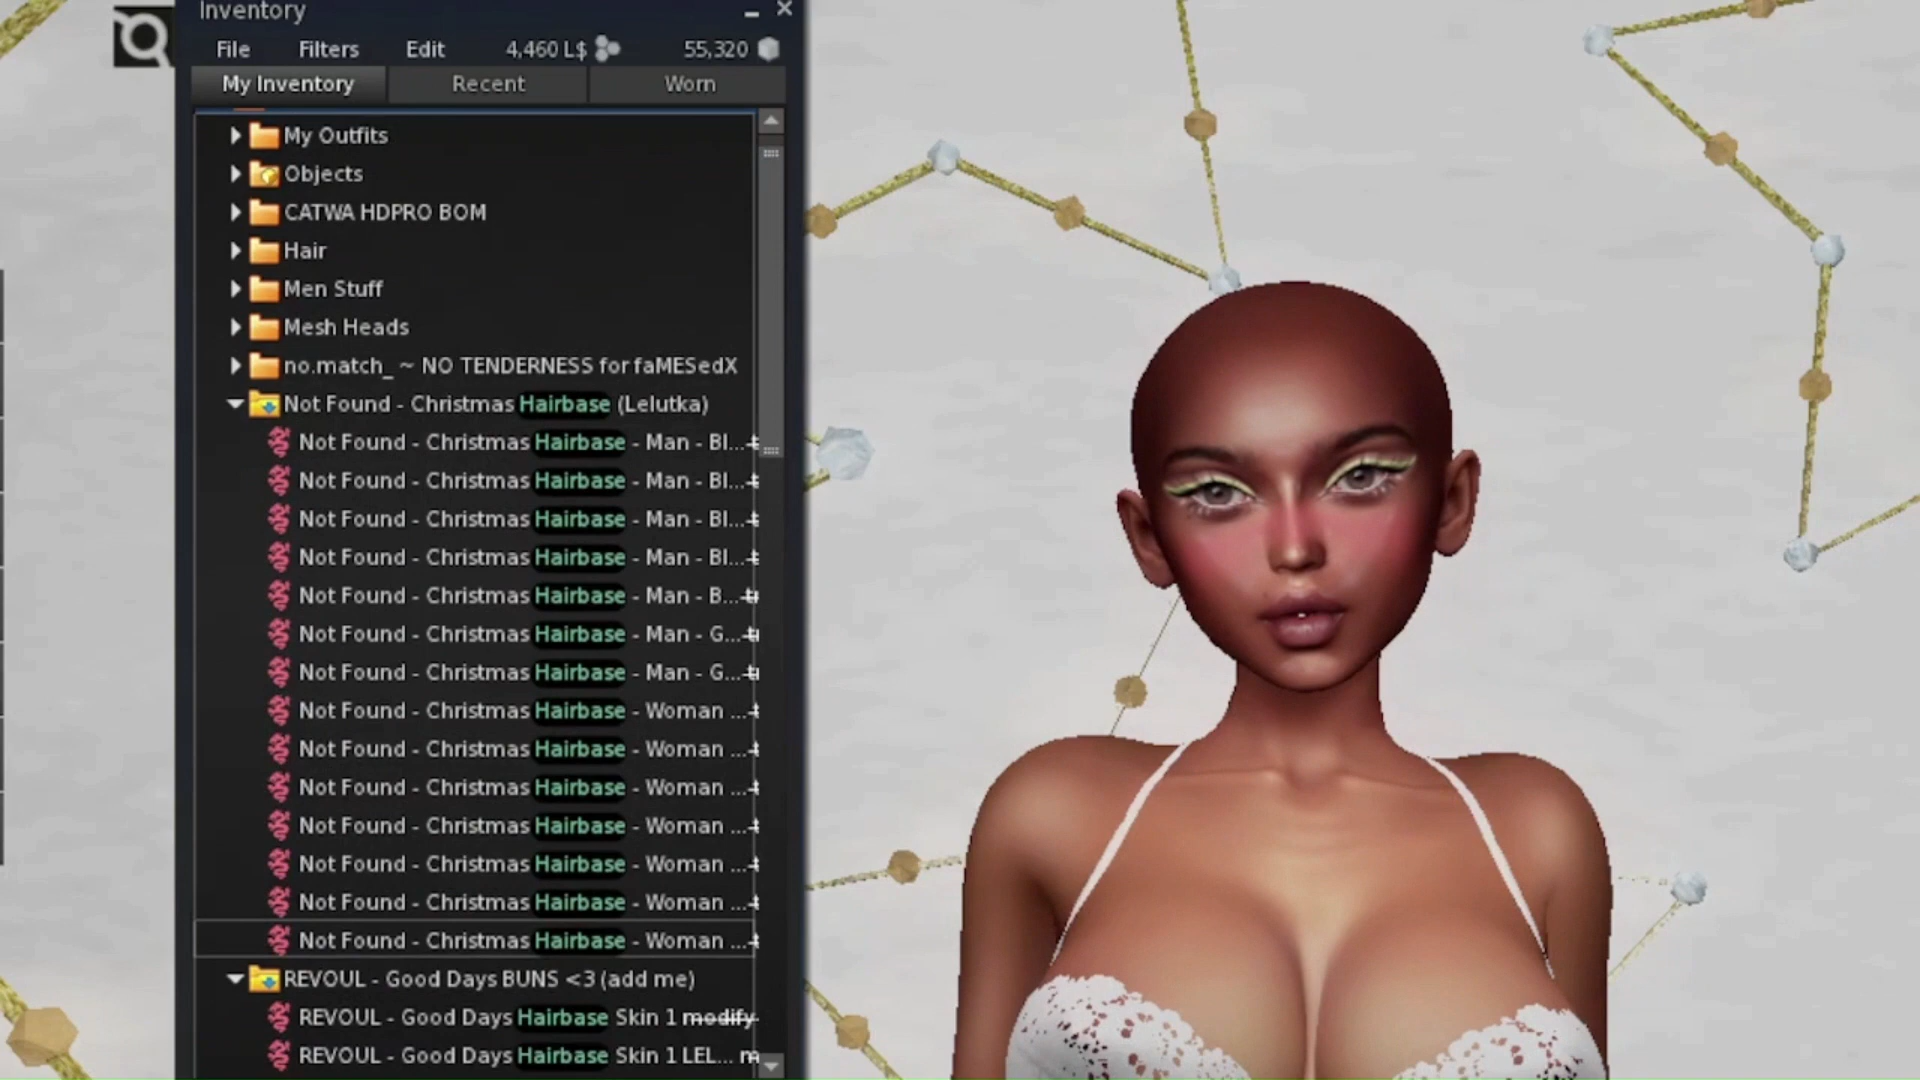 Inventory
File Filters Edit 4,460 L$ 55,320
My Inventory Recent Worn
My Outfits
Objects
CATWA HDPRO BOM
Hair
Men Stuff
Mesh Heads
no.match_ ~ NO TENDERNESS for faMESedX
Not Found - Christmas Hairbase (Lelutka)
Not Found - Christmas Hairbase - Man - Bl...
Not Found - Christmas Hairbase - Man - Bl...
Not Found - Christmas Hairbase - Man - Bl...
Not Found - Christmas Hairbase - Man - Bl...
Not Found - Christmas Hairbase - Man - B...
Not Found - Christmas Hairbase - Man - G...
Not Found - Christmas Hairbase - Man - G...
Not Found - Christmas Hairbase - Woman ...
Not Found - Christmas Hairbase - Woman ...
Not Found - Christmas Hairbase - Woman ...
Not Found - Christmas Hairbase - Woman ...
Not Found - Christmas Hairbase - Woman ...
Not Found - Christmas Hairbase - Woman ...
Not Found - Christmas Hairbase - Woman ...
REVOUL - Good Days BUNS <3 (add me)
REVOUL - Good Days Hairbase Skin 1 modify
REVOUL - Good Days Hairbase Skin 1 LEL...